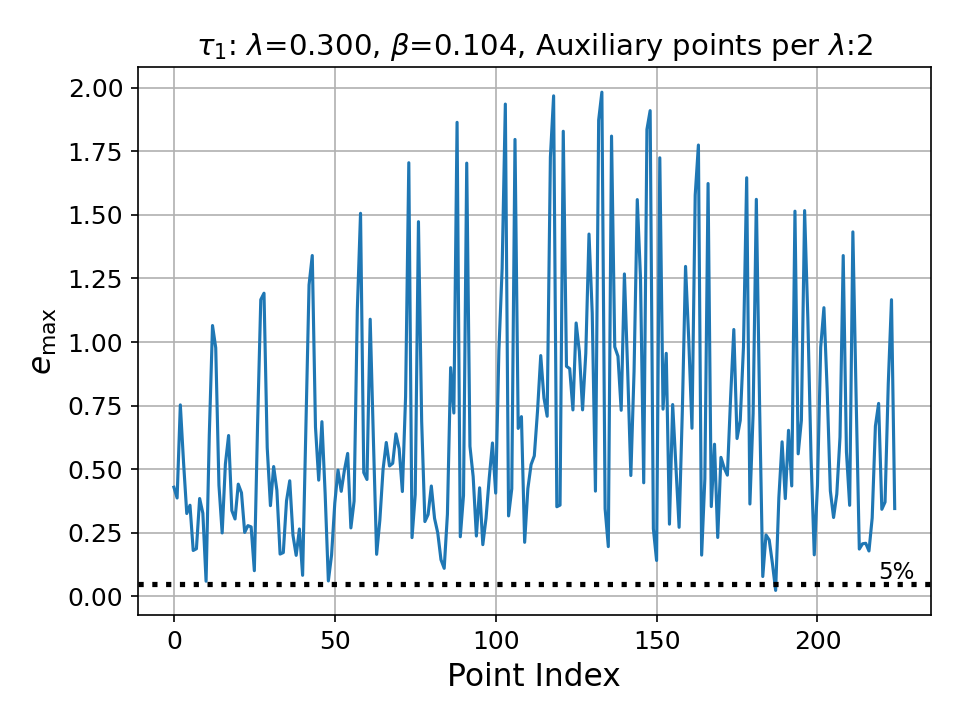 τ₁: λ=0.300, β=0.104, Auxiliary points per λ:2
2.00
1.75
1.50
1.25
1.00
0.75
0.50
0.25
0.00
e_max
5%
0 50 100 150 200
Point Index